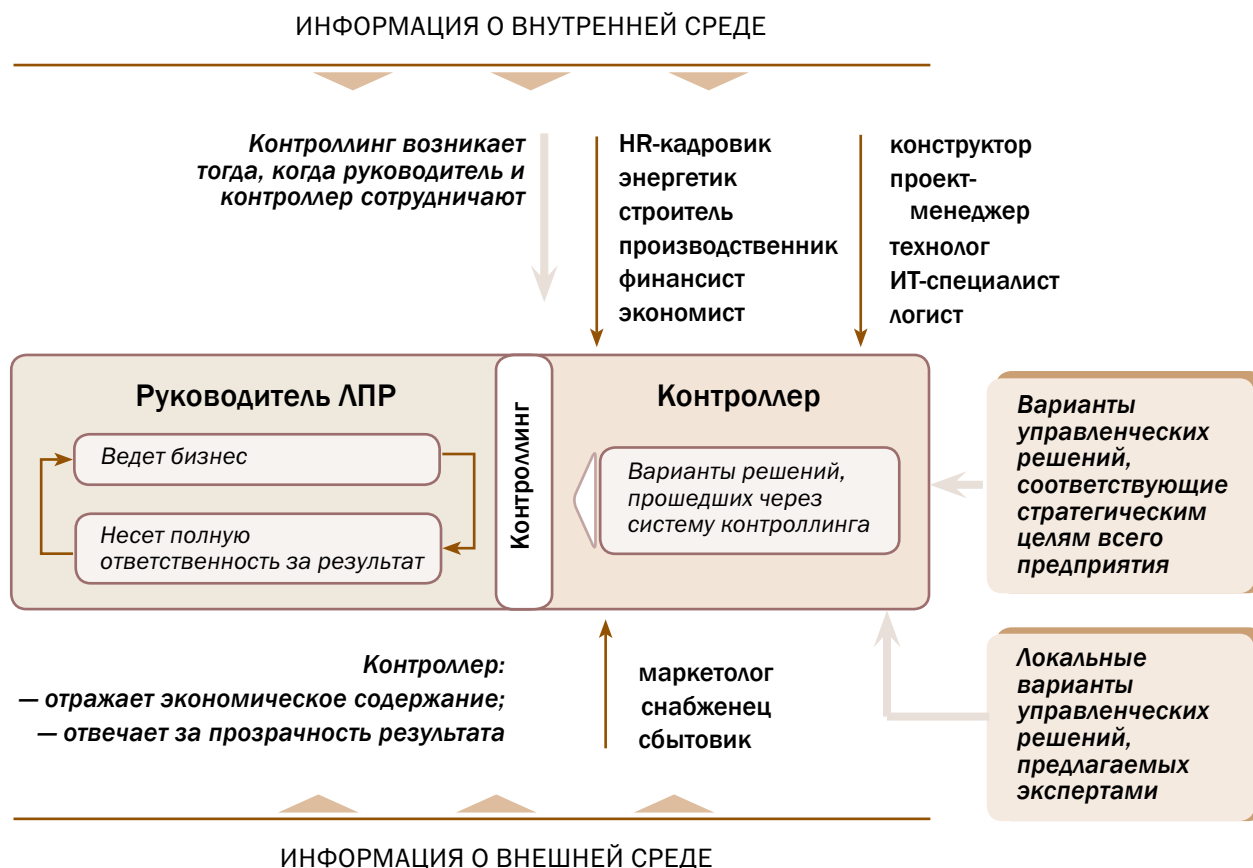 ИНФОРМАЦИЯ О ВНУТРЕННЕЙ СРЕДЕ
Контроллинг возникает
тогда, когда руководитель и
контроллер сотрудничают
HR-кадровик
энергетик
строитель
производственник
финансист
экономист
конструктор
проект-
менеджер
технолог
ИТ-специалист
логист
Руководитель ЛПР
Ведет бизнес
Несет полную
ответственность за результат
Контроллинг
Контроллер
Варианты решений,
прошедших через
систему контроллинга
Варианты
управленческих
решений,
соответствующие
стратегическим
целям всего
предприятия
Контроллер:
— отражает экономическое содержание;
— отвечает за прозрачность результата
маркетолог
снабженец
сбытовик
Локальные
варианты
управленческих
решений,
предлагаемых
экспертами
ИНФОРМАЦИЯ О ВНЕШНЕЙ СРЕДЕ